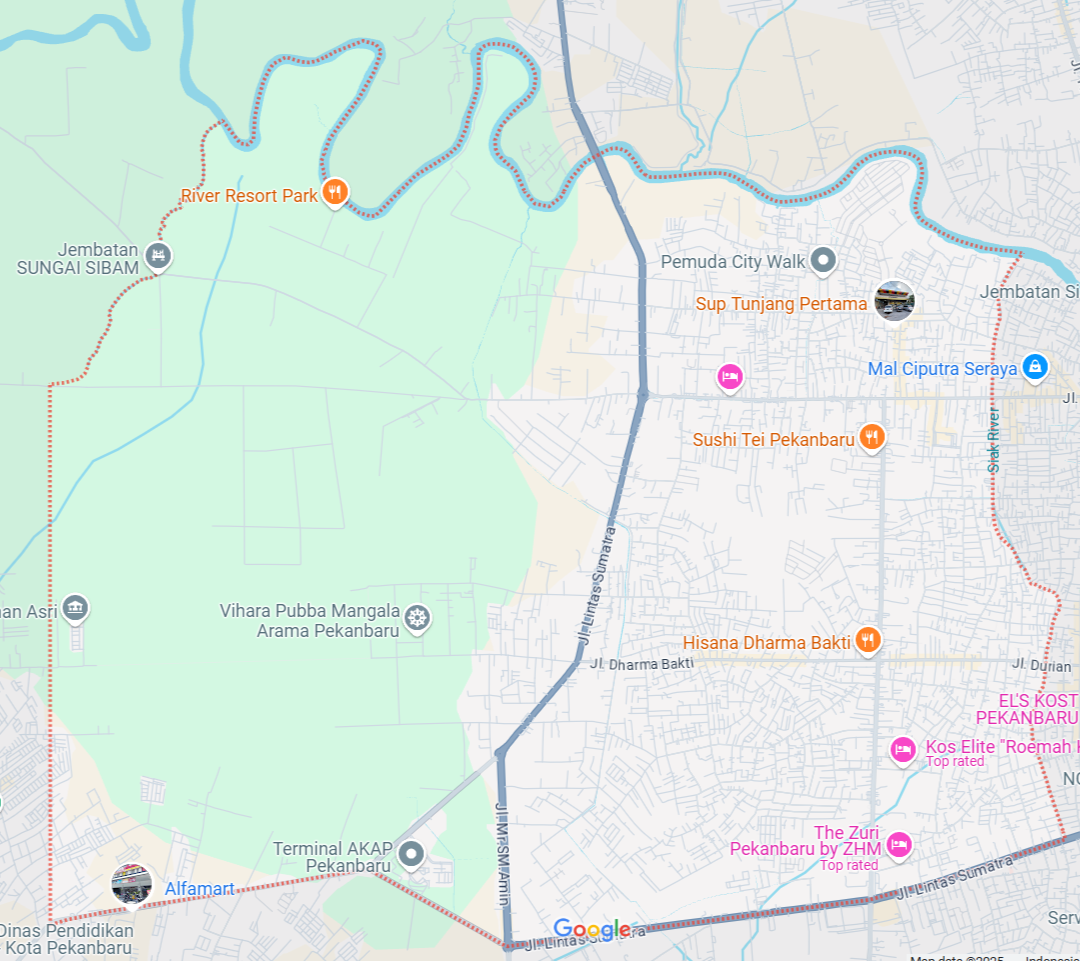 River Resort Park
Jembatan
SUNGAI SIBAM
Pemuda City Walk
Sup Tunjang Pertama
Jembatan Si
Mal Ciputra Seraya
Jl.
Sushi Tei Pekanbaru
Siak River
Jl. Lintas Sumatra
an Asri
Vihara Pubba Mangala
Arama Pekanbaru
Hisana Dharma Bakti
Jl. Dharma Bakti
Jl. Durian
EL'S KOST
PEKANBARU
Kos Elite "Roemah K
Top rated
NO
Jl. Mr SM Amin
The Zuri
Pekanbaru by ZHM
Top rated
Terminal AKAP
Pekanbaru
Jl. Lintas Sumatra
Alfamart
Dinas Pendidikan
Kota Pekanbaru
Google
Jl. Lintas Sumatra
Serv
Map data ©2025
Indonesia